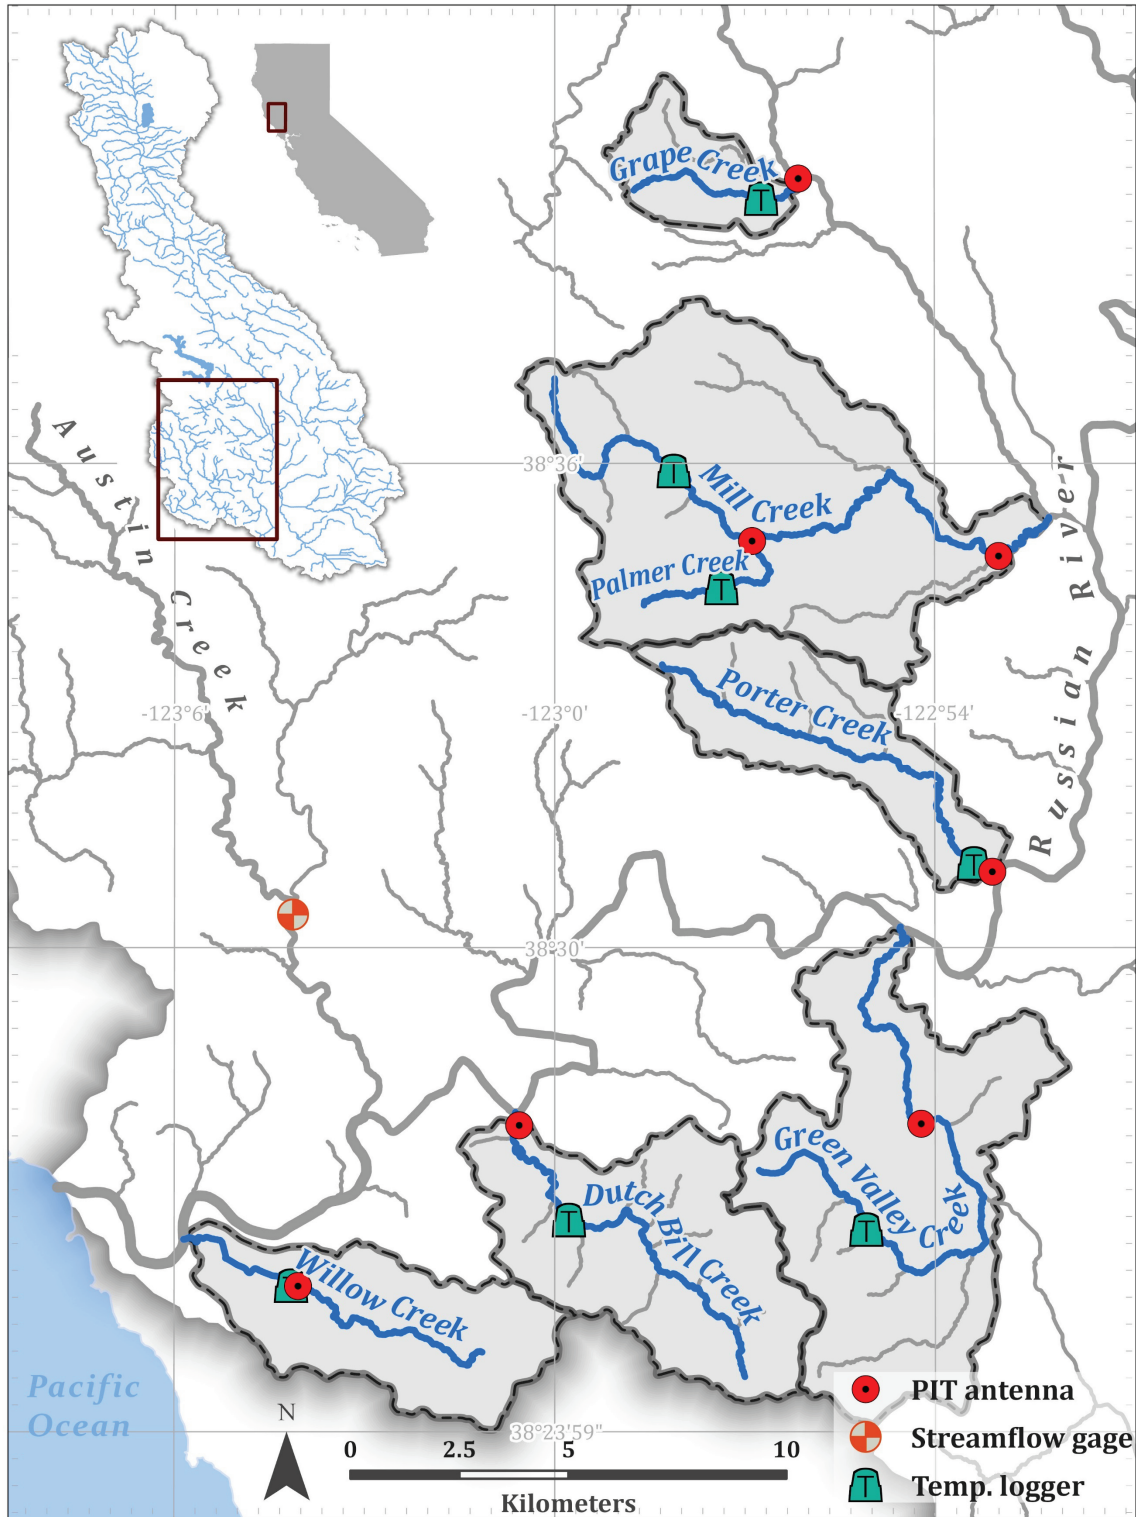 Grape Creek
Austin Creek
38°36'
Mill Creek
Palmer Creek
Russian River
Porter Creek
-123°6'
-123°0'
-122°54'
38°30'
Green Valley Creek
Dutch Bill Creek
Willow Creek
Pacific
Ocean
N
38°23'59"
0 2.5 5 10
Kilometers
PIT antenna
Streamflow gage
T Temp. logger
T
T
T
T
T
T
T